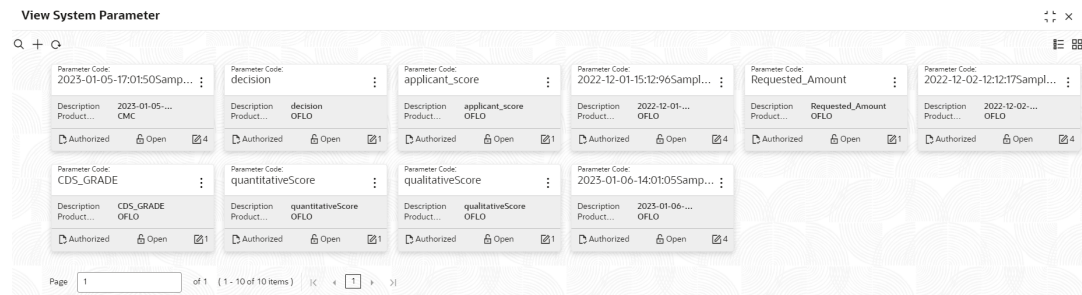 View System Parameter
Parameter Code:
2023-01-05-17:01:50Samp...
Description 2023-01-05-...
Product... CMC
Authorized Open 4
Parameter Code:
decision
Description decision
Product... OFLO
Authorized Open 1
Parameter Code:
applicant_score
Description applicant_score
Product... OFLO
Authorized Open 1
Parameter Code:
2022-12-01-15:12:96Sampl...
Description 2022-12-01-...
Product... OFLO
Authorized Open 4
Parameter Code:
Requested_Amount
Description Requested_Amount
Product... OFLO
Authorized Open 1
Parameter Code:
2022-12-02-12:12:17Sampl...
Description 2022-12-02-...
Product... OFLO
Authorized Open 4
Parameter Code:
CDS_GRADE
Description CDS_GRADE
Product... OFLO
Authorized Open 1
Parameter Code:
quantitativeScore
Description quantitativeScore
Product... OFLO
Authorized Open 1
Parameter Code:
qualitativeScore
Description qualitativeScore
Product... OFLO
Authorized Open 1
Parameter Code:
2023-01-06-14:01:05Samp...
Description 2023-01-06-...
Product... OFLO
Authorized Open 4
Page 1 of 1 ( 1 - 10 of 10 items ) 1